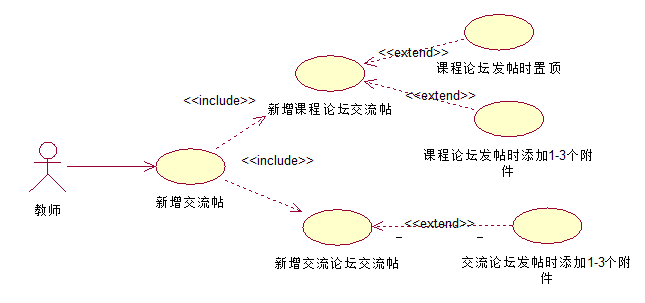 <<extend>>
课程论坛发帖时置顶
<<include>>
新增课程论坛交流帖
<<extend>>
课程论坛发帖时添加1-3个附
件
<<include>>
教师
新增交流帖
<<extend>>
新增交流论坛交流帖
交流论坛发帖时添加1-3个附
件